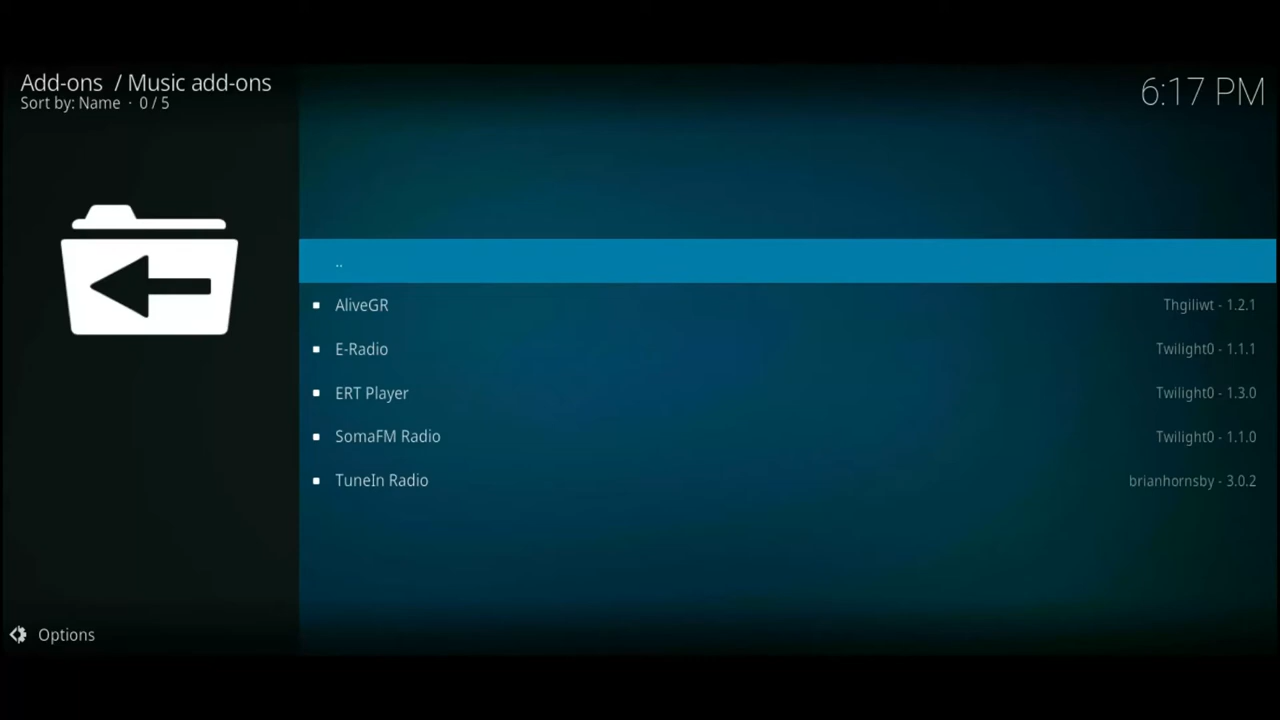 Add-ons / Music add-ons
Sort by: Name · 0 / 5
6:17 PM
..
AliveGR
Thgiliwt - 1.2.1
E-Radio
Twilight0 - 1.1.1
ERT Player
Twilight0 - 1.3.0
SomaFM Radio
Twilight0 - 1.1.0
TuneIn Radio
brianhornsby - 3.0.2
Options